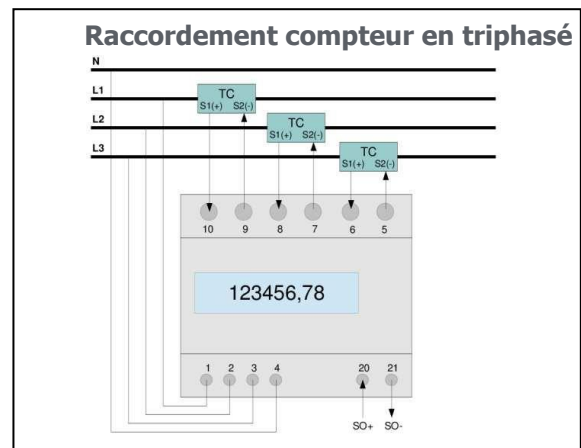 Raccordement compteur en triphasé
N
L1
TC
S1(+) S2(-)
L2
TC
S1(+) S2(-)
L3
TC
S1(+) S2(-)
10 9 8 7 6 5
123456,78
1 2 3 4 20 21
SO+ SO-